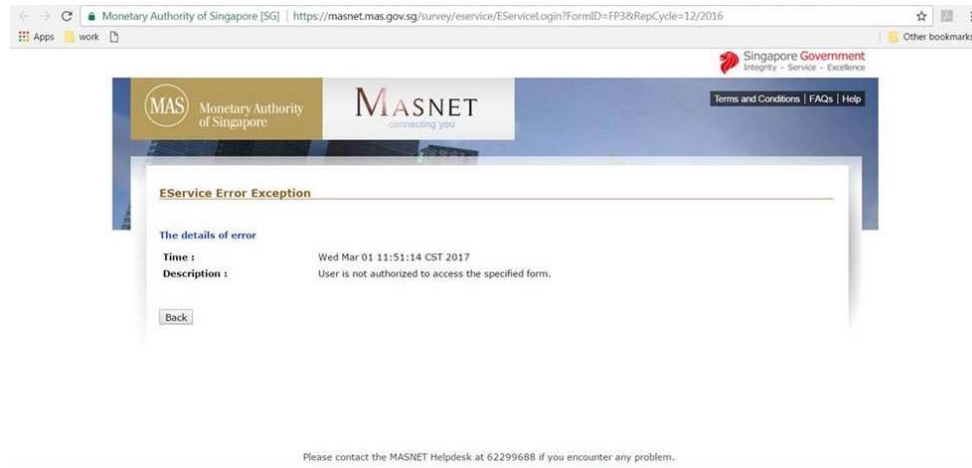 Monetary Authority of Singapore [SG] | https://masnet.mas.gov.sg/survey/eservice/EServiceLogin?FormID=FP3&RepCycle=12/2016
Apps work Other bookmarks
Singapore Government
Integrity · Service · Excellence
MAS Monetary Authority of Singapore
MASNET
connecting you
Terms and Conditions | FAQs | Help
EService Error Exception
The details of error
Time : Wed Mar 01 11:51:14 CST 2017
Description : User is not authorized to access the specified form.
Back
Please contact the MASNET Helpdesk at 62299688 if you encounter any problem.